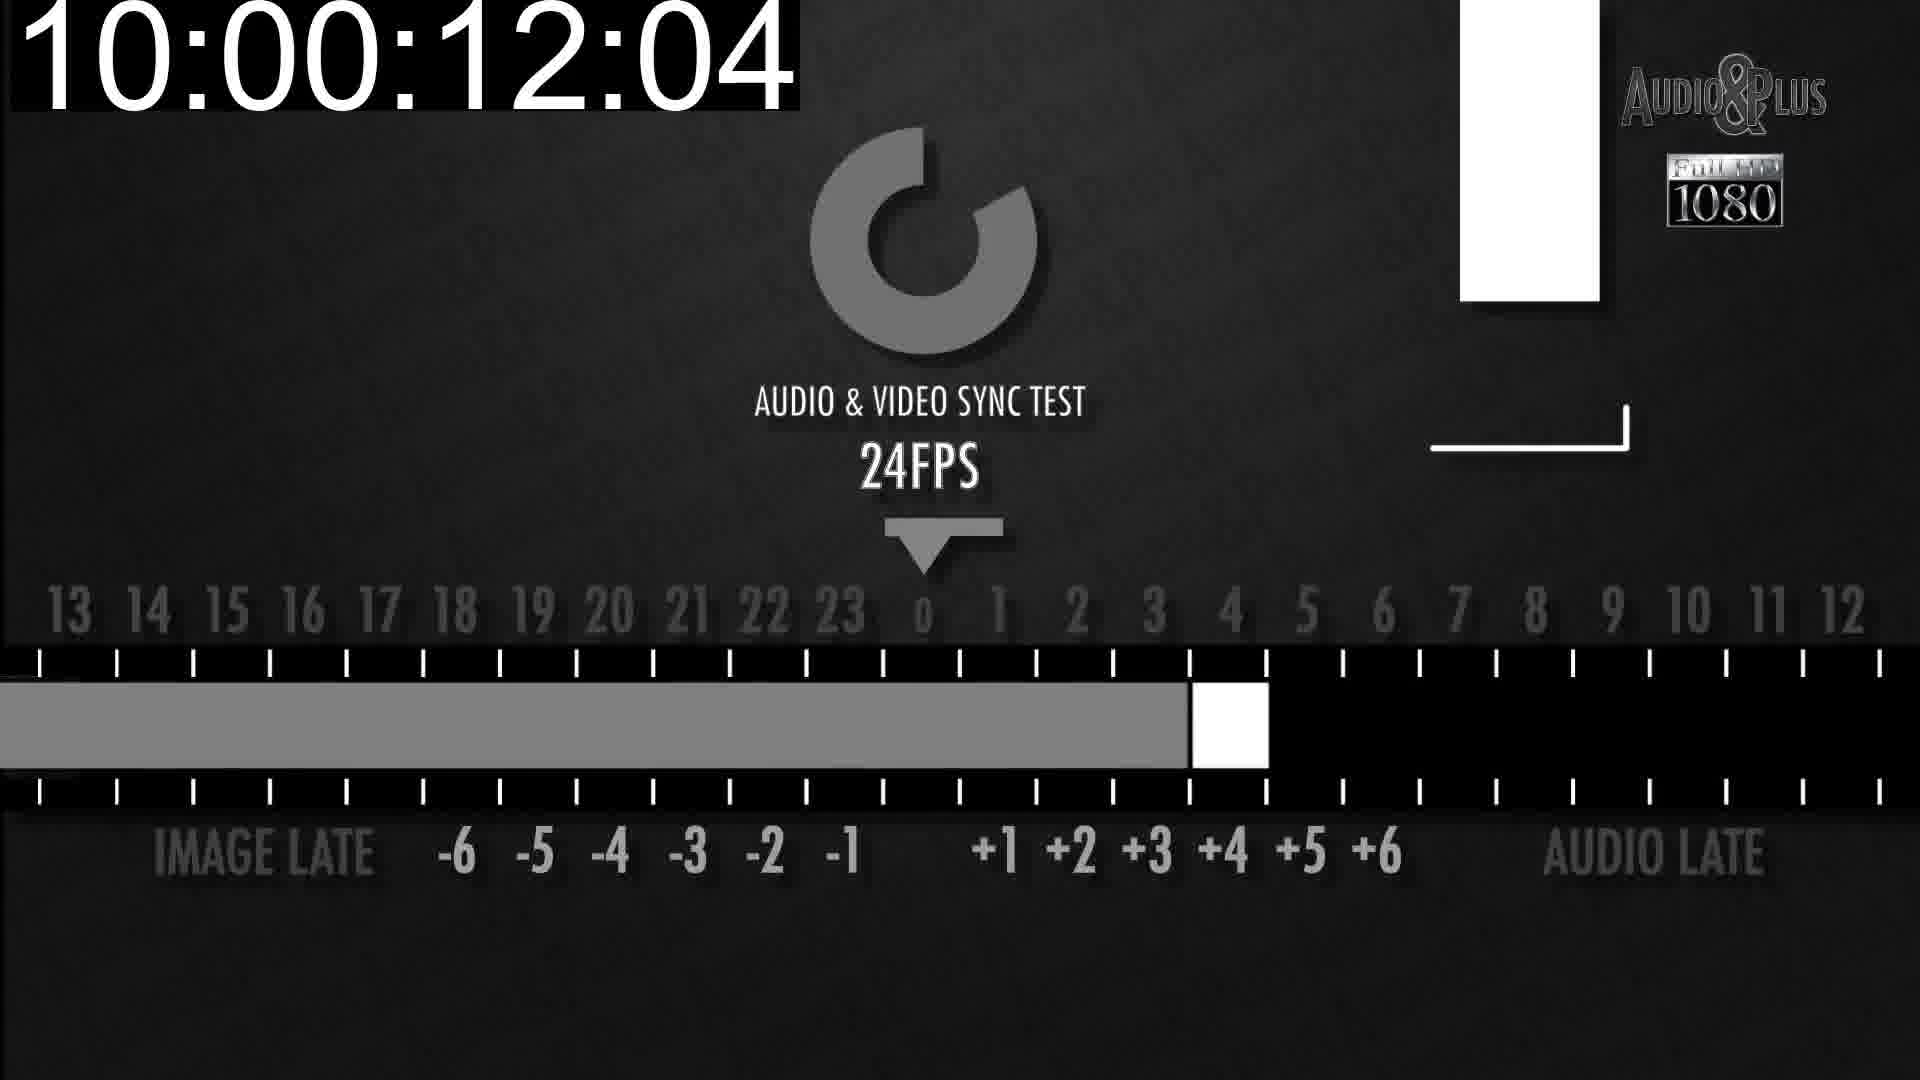 10:00:12:04
AUDIO&PLUS
Full HD
1080
AUDIO & VIDEO SYNC TEST
24FPS
13 14 15 16 17 18 19 20 21 22 23 0 1 2 3 4 5 6 7 8 9 10 11 12
IMAGE LATE -6 -5 -4 -3 -2 -1 +1 +2 +3 +4 +5 +6 AUDIO LATE